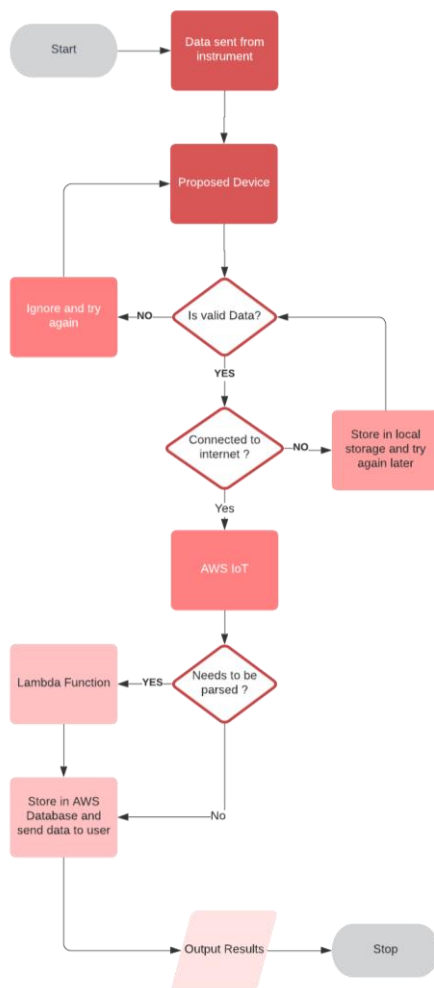 Start
Data sent from
instrument
Proposed Device
Ignore and try
again
NO
Is valid Data?
YES
Connected to
internet ?
NO
Store in local
storage and try
again later
Yes
AWS IoT
Lambda Function
YES
Needs to be
parsed ?
Store in AWS
Database and
send data to user
No
Output Results
Stop